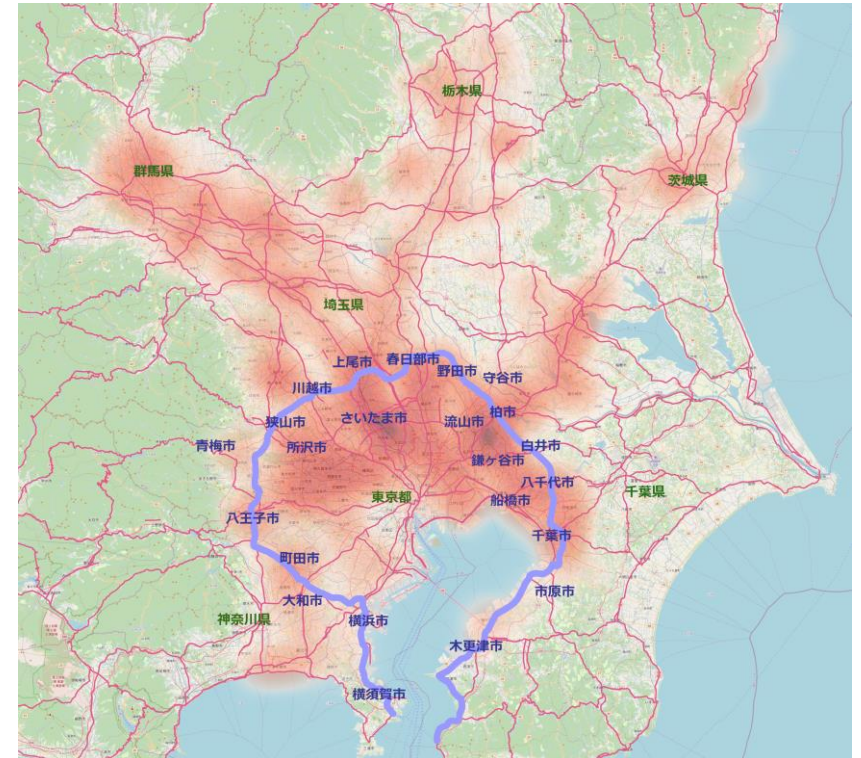 栃木県
群馬県
茨城県
埼玉県
上尾市
春日部市
野田市
守谷市
川越市
さいたま市
流山市
柏市
狭山市
青梅市
所沢市
白井市
鎌ヶ谷市
八千代市
東京都
船橋市
千葉県
八王子市
千葉市
町田市
市原市
大和市
神奈川県
横浜市
木更津市
横須賀市